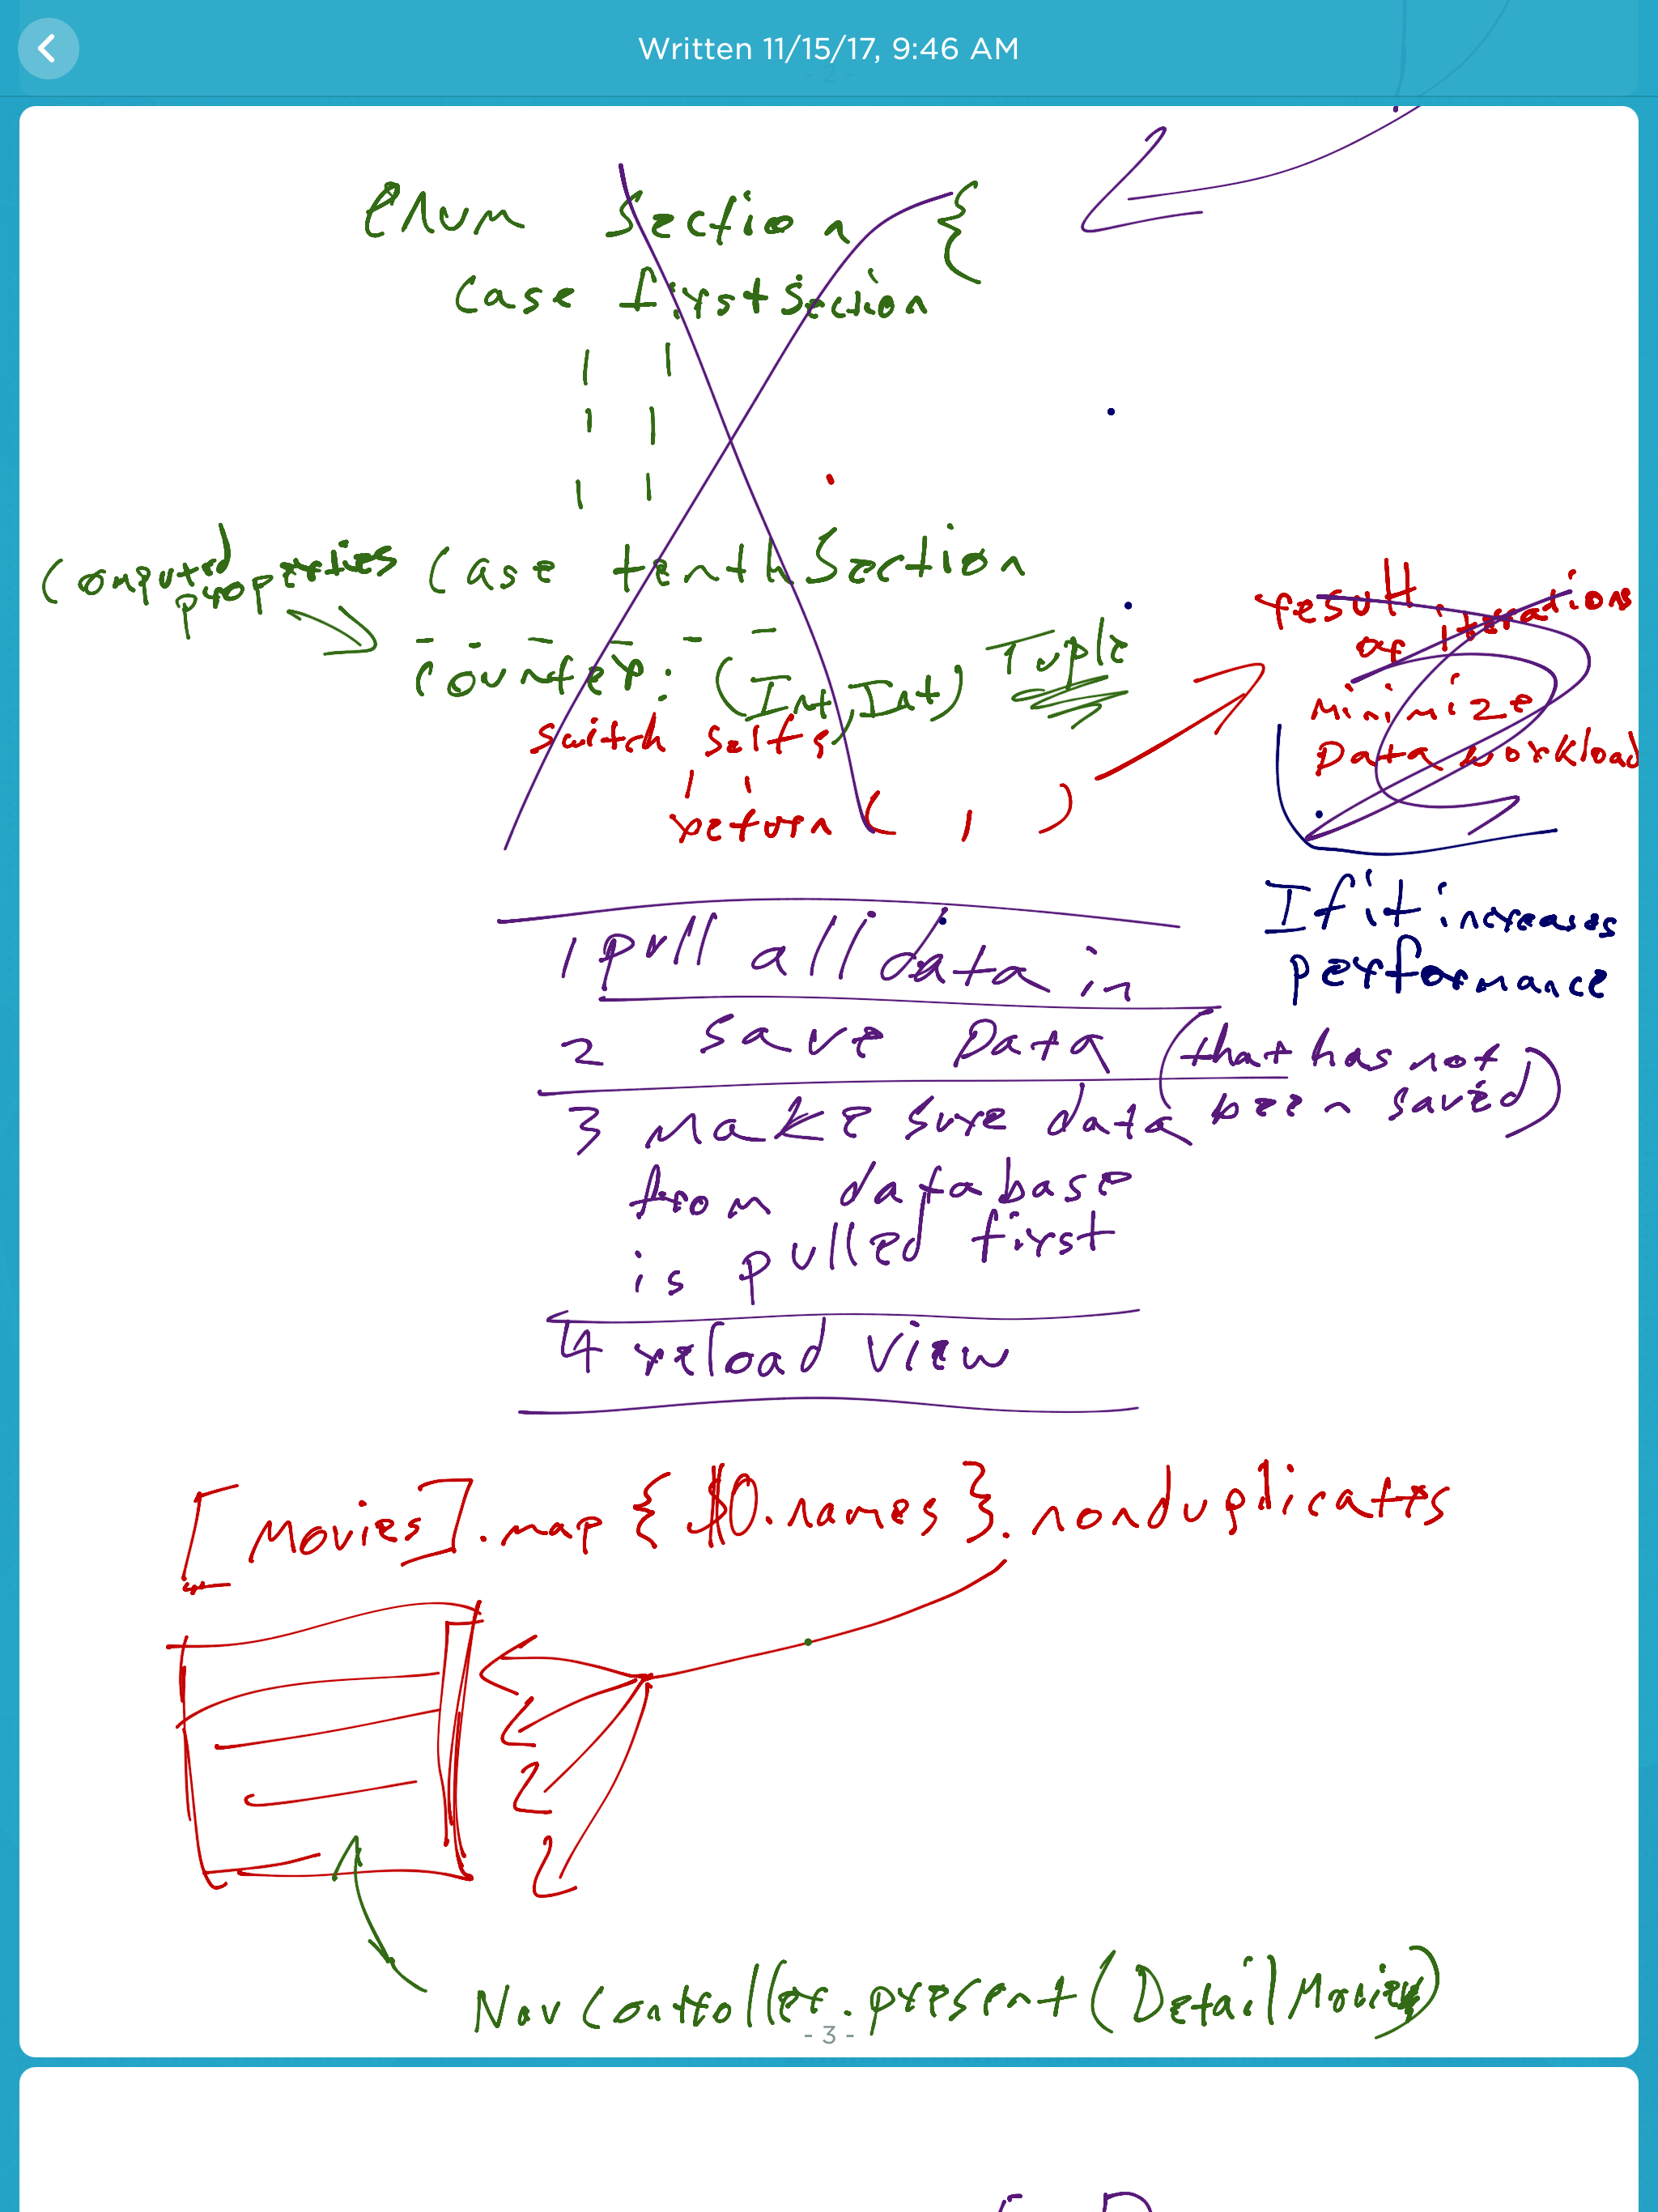 Written 11/15/17, 9:46 AM
- 2 -
enum Section {
case firstSection
case tenthSection
computed properties
counter: (Int, Int) Tuple
switch self {
return ( , )
result of iterations
Minimize
Data workload
If it increases
performance
1 pull all data in
2 save Data (that has not
been saved)
3 make sure data
from database
is pulled first
4 reload view
[Movies].map { $0.names }.nonduplicates
NavController.present(Detail
- 3 -